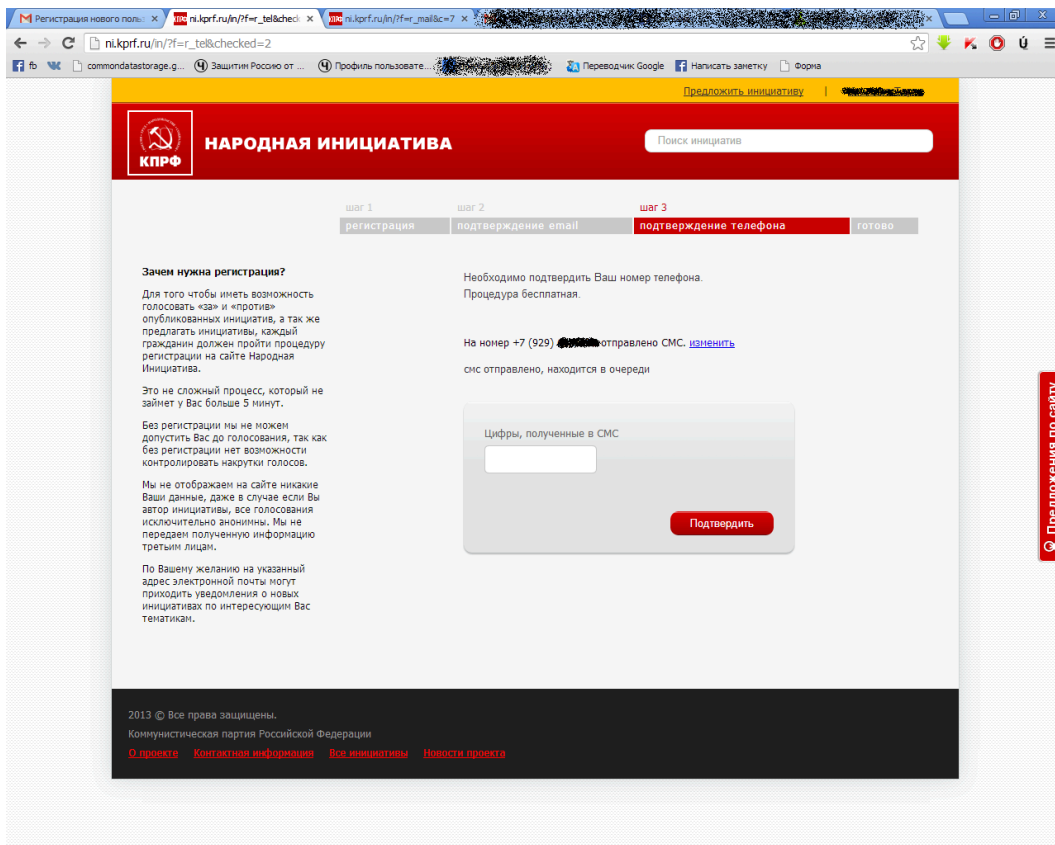 Регистрация нового поль
ni.kprf.ru/in/?f=r_tel&check
ni.kprf.ru/in/?f=r_mail&c=7
ni.kprf.ru/in/?f=r_tel&checked=2
fb
commondatastorage.g...
Защитим Россию от ...
Профиль пользовате...
Переводчик Google
Написать заметку
Форма
Предложить инициативу |
КПРФ
НАРОДНАЯ ИНИЦИАТИВА
Поиск инициатив
шаг 1 шаг 2 шаг 3
регистрация подтверждение email подтверждение телефона готово
Зачем нужна регистрация?
Для того чтобы иметь возможность
голосовать «за» и «против»
опубликованных инициатив, а так же
предлагать инициативы, каждый
гражданин должен пройти процедуру
регистрации на сайте Народная
Инициатива.
Это не сложный процесс, который не
займет у Вас больше 5 минут.
Без регистрации мы не можем
допустить Вас до голосования, так как
без регистрации нет возможности
контролировать накрутки голосов.
Мы не отображаем на сайте никакие
Ваши данные, даже в случае если Вы
автор инициативы, все голосования
исключительно анонимны. Мы не
передаем полученную информацию
третьим лицам.
По Вашему желанию на указанный
адрес электронной почты могут
приходить уведомления о новых
инициативах по интересующим Вас
тематикам.
Необходимо подтвердить Ваш номер телефона.
Процедура бесплатная.
На номер +7 (929) отправлено СМС. изменить
смс отправлено, находится в очереди
Цифры, полученные в СМС
Подтвердить
Предложения по сайту
2013 © Все права защищены.
Коммунистическая партия Российской Федерации
О проекте Контактная информация Все инициативы Новости проекта